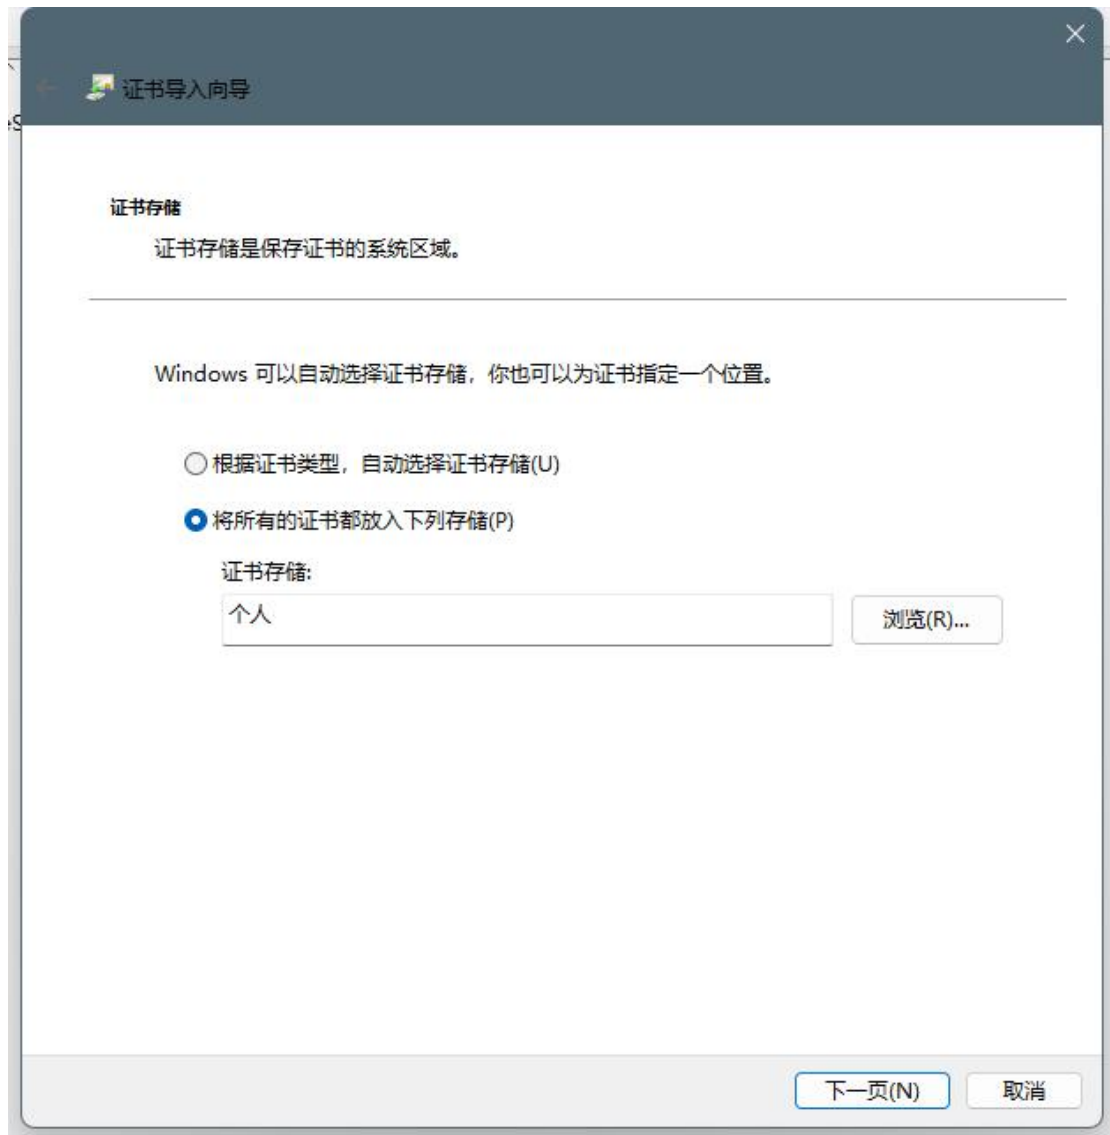 证书导入向导
证书存储
证书存储是保存证书的系统区域。
Windows 可以自动选择证书存储，你也可以为证书指定一个位置。
根据证书类型，自动选择证书存储(U)
将所有的证书都放入下列存储(P)
证书存储:
个人
浏览(R)...
下一页(N)
取消